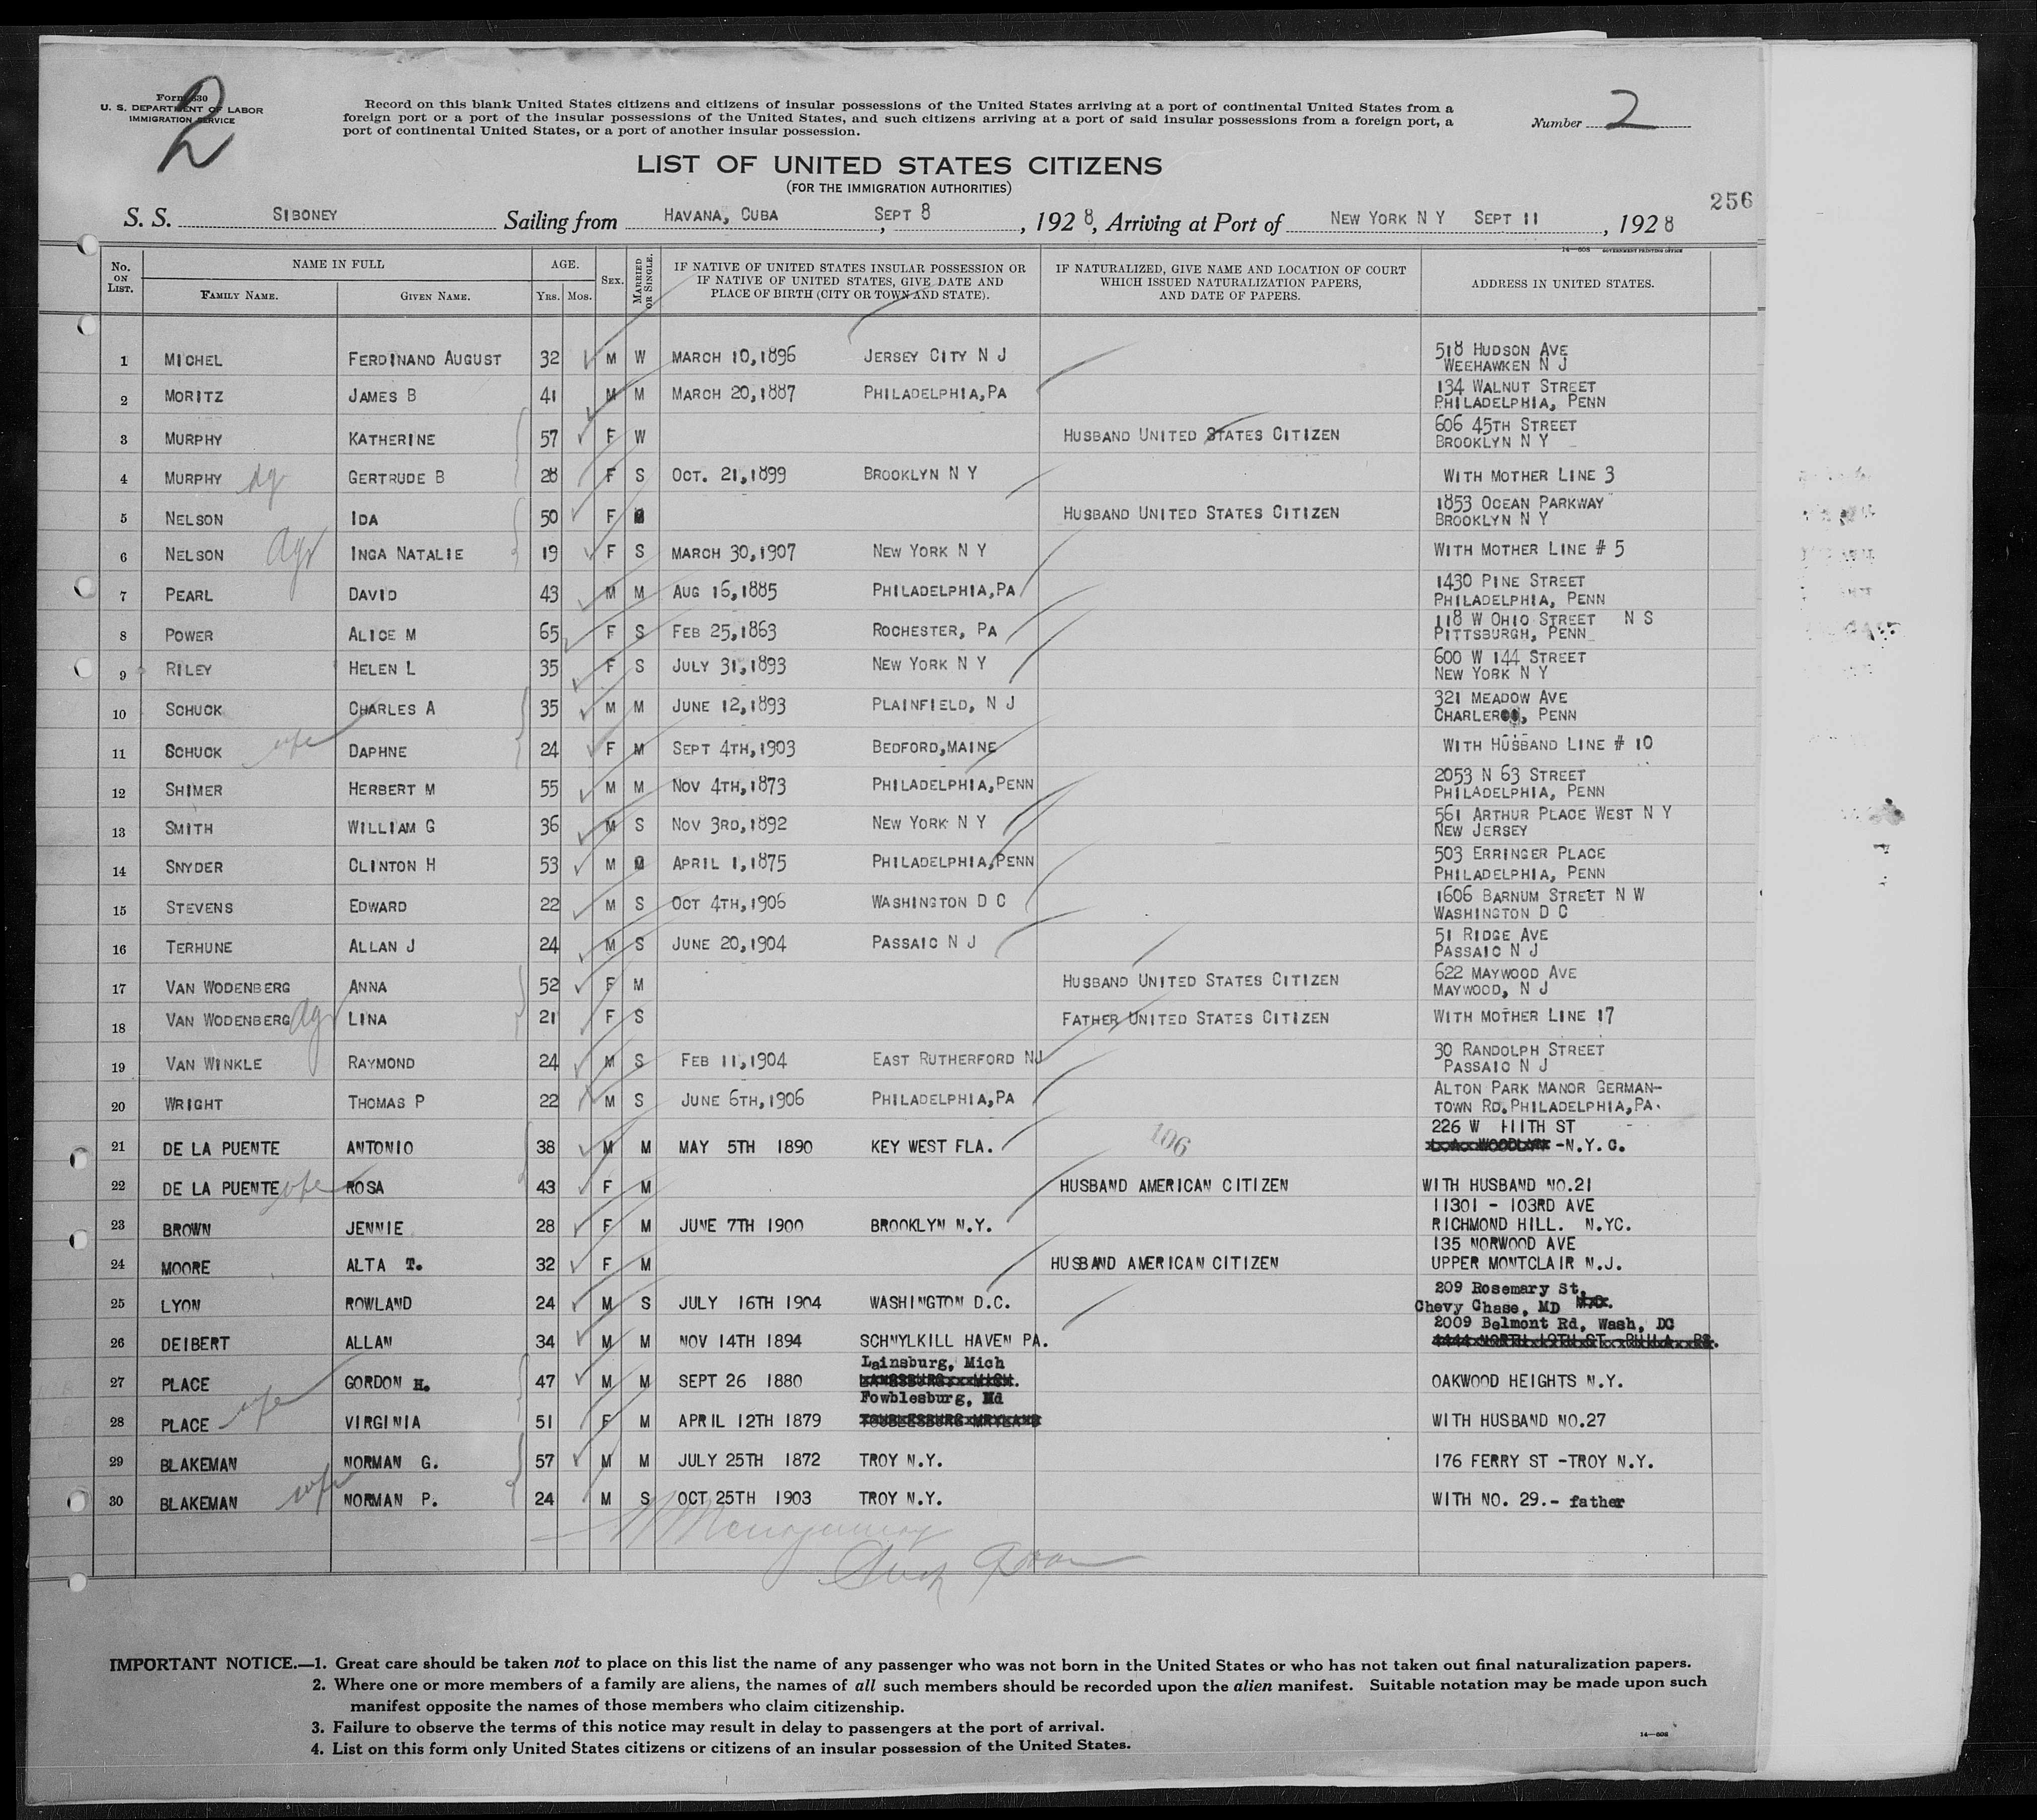 Form 630
U. S. DEPARTMENT OF LABOR
IMMIGRATION SERVICE
2
Record on this blank United States citizens and citizens of insular possessions of the United States arriving at a port of continental United States from a
foreign port or a port of the insular possessions of the United States, and such citizens arriving at a port of said insular possessions from a foreign port, a
port of continental United States, or a port of another insular possession.
Number 2
LIST OF UNITED STATES CITIZENS
(FOR THE IMMIGRATION AUTHORITIES)
256
S. S. SIBONEY Sailing from HAVANA, CUBA SEPT 8, 1928, Arriving at Port of NEW YORK N Y SEPT 11, 1928
14—608 GOVERNMENT PRINTING OFFICE
No. ON LIST. NAME IN FULL FAMILY NAME. GIVEN NAME. AGE. YRS. MOS. SEX. MARRIED OR SINGLE. IF NATIVE OF UNITED STATES INSULAR POSSESSION OR IF NATIVE OF UNITED STATES, GIVE DATE AND PLACE OF BIRTH (CITY OR TOWN AND STATE). IF NATURALIZED, GIVE NAME AND LOCATION OF COURT WHICH ISSUED NATURALIZATION PAPERS, AND DATE OF PAPERS. ADDRESS IN UNITED STATES.
1 MICHEL FERDINAND AUGUST 32 M W MARCH 10,1896 JERSEY CITY N J 518 HUDSON AVE WEEHAWKEN N J
2 MORITZ JAMES B 41 M M MARCH 20,1887 PHILADELPHIA,PA 134 WALNUT STREET PHILADELPHIA, PENN
3 MURPHY KATHERINE 57 F W HUSBAND UNITED STATES CITIZEN 606 45TH STREET BROOKLYN N Y
4 MURPHY GERTRUDE B 28 F S OCT. 21,1899 BROOKLYN N Y WITH MOTHER LINE 3
5 NELSON IDA 50 F HUSBAND UNITED STATES CITIZEN 1853 OCEAN PARKWAY BROOKLYN N Y
6 NELSON INGA NATALIE 19 F S MARCH 30,1907 NEW YORK N Y WITH MOTHER LINE # 5
7 PEARL DAVID 43 M M AUG 16,1885 PHILADELPHIA,PA 1430 PINE STREET PHILADELPHIA, PENN
8 POWER ALICE M 65 F S FEB 25,1863 ROCHESTER, PA 118 W OHIO STREET N S PITTSBURGH, PENN
9 RILEY HELEN L 35 F S JULY 31,1893 NEW YORK N Y 600 W 144 STREET NEW YORK N Y
10 SCHUCK CHARLES A 35 M M JUNE 12,1893 PLAINFIELD, N J 321 MEADOW AVE CHARLEROI, PENN
11 SCHUCK wife DAPHNE 24 F M SEPT 4TH,1903 BEDFORD,MAINE WITH HUSBAND LINE # 10
12 SHIMER HERBERT M 55 M M NOV 4TH,1873 PHILADELPHIA,PENN 2053 N 63 STREET PHILADELPHIA, PENN
13 SMITH WILLIAM G 36 M S NOV 3RD,1892 NEW YORK N Y 561 ARTHUR PLACE WEST N Y NEW JERSEY
14 SNYDER CLINTON H 53 M M APRIL 1,1875 PHILADELPHIA,PENN 503 ERRINGER PLACE PHILADELPHIA, PENN
15 STEVENS EDWARD 22 M S OCT 4TH,1906 WASHINGTON D C 1606 BARNUM STREET N W WASHINGTON D C
16 TERHUNE ALLAN J 24 M S JUNE 20,1904 PASSAIC N J 51 RIDGE AVE PASSAIC N J
17 VAN WODENBERG ANNA 52 F M HUSBAND UNITED STATES CITIZEN 622 MAYWOOD AVE MAYWOOD, N J
18 VAN WODENBERG LINA 21 F S FATHER UNITED STATES CITIZEN WITH MOTHER LINE 17
19 VAN WINKLE RAYMOND 24 M S FEB 11,1904 EAST RUTHERFORD NJ 30 RANDOLPH STREET PASSAIC N J
20 WRIGHT THOMAS P 22 M S JUNE 6TH,1906 PHILADELPHIA,PA ALTON PARK MANOR GERMAN- TOWN RD.PHILADELPHIA,PA.
21 DE LA PUENTE ANTONIO 38 M M MAY 5TH 1890 KEY WEST FLA. 106 226 W 111TH ST -N.Y.C.
22 DE LA PUENTE wife ROSA 43 F M HUSBAND AMERICAN CITIZEN WITH HUSBAND NO.21
23 BROWN JENNIE 28 F M JUNE 7TH 1900 BROOKLYN N.Y. 11301 - 103RD AVE RICHMOND HILL. N.YC.
24 MOORE ALTA T. 32 F M HUSBAND AMERICAN CITIZEN 135 NORWOOD AVE UPPER MONTCLAIR N.J.
25 LYON ROWLAND 24 M S JULY 16TH 1904 WASHINGTON D.C. 209 Rosemary St, Chevy Chase, MD
26 DEIBERT ALLAN 34 M M NOV 14TH 1894 SCHNYLKILL HAVEN PA. 2009 Belmont Rd, Wash, DC
27 PLACE GORDON H. 47 M M SEPT 26 1880 Lainsburg, Mich OAKWOOD HEIGHTS N.Y.
28 PLACE wife VIRGINIA 51 F M APRIL 12TH 1879 Fowblesburg, Md WITH HUSBAND NO.27
29 BLAKEMAN NORMAN G. 57 M M JULY 25TH 1872 TROY N.Y. 176 FERRY ST -TROY N.Y.
30 BLAKEMAN wife NORMAN P. 24 M S OCT 25TH 1903 TROY N.Y. WITH NO. 29.- father
IMPORTANT NOTICE.—1. Great care should be taken not to place on this list the name of any passenger who was not born in the United States or who has not taken out final naturalization papers.
2. Where one or more members of a family are aliens, the names of all such members should be recorded upon the alien manifest. Suitable notation may be made upon such
manifest opposite the names of those members who claim citizenship.
3. Failure to observe the terms of this notice may result in delay to passengers at the port of arrival.
4. List on this form only United States citizens or citizens of an insular possession of the United States.
14—608